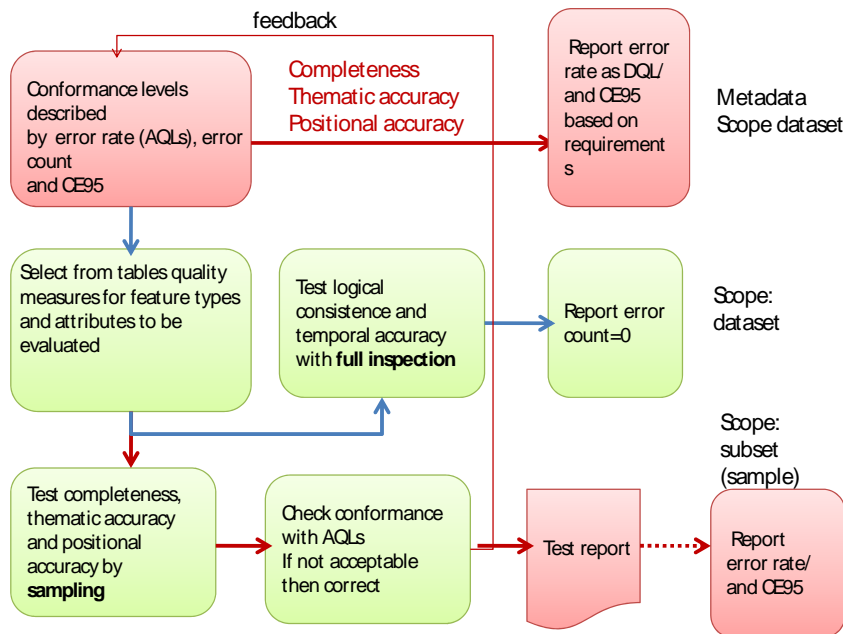 feedback
Conformance levels
described
by error rate (AQLs), error
count
and CE95
Completeness
Thematic accuracy
Positional accuracy
Report error
rate as DQL/
and CE95
based on
requirement
s
Metadata
Scope dataset
Select from tables quality
measures for feature types
and attributes to be
evaluated
Test logical
consistence and
temporal accuracy
with full inspection
Report error
count=0
Scope:
dataset
Scope:
subset
(sample)
Test completeness,
thematic accuracy
and positional
accuracy by
sampling
Check conformance
with AQLs
If not acceptable
then correct
Test report
Report
error rate/
and CE95